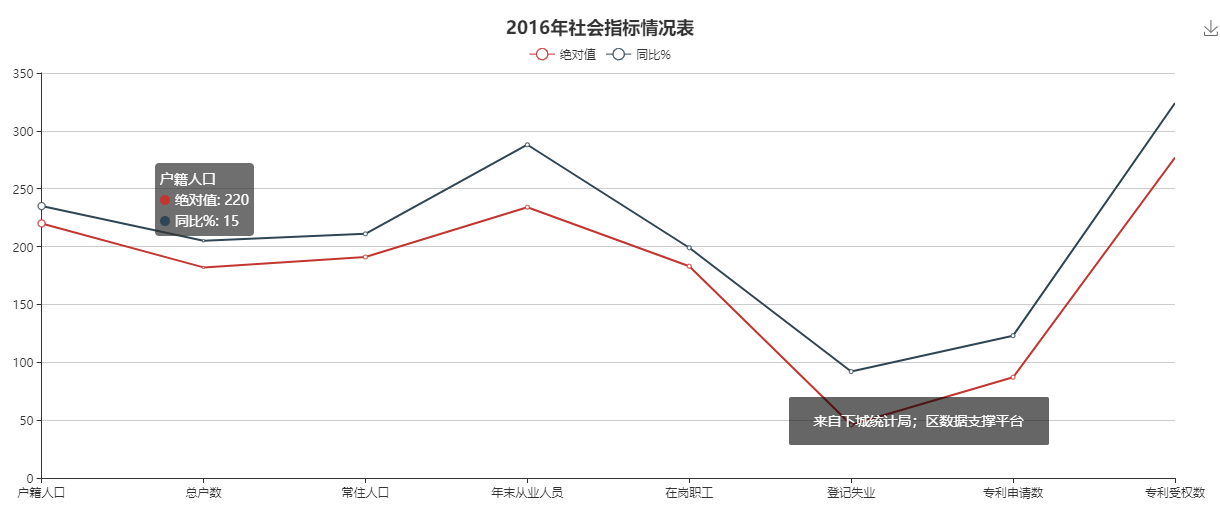 2016年社会指标情况表
绝对值 同比%
350
300
250
200
150
100
50
0
户籍人口
绝对值: 220
同比%: 15
来自下城统计局；区数据支撑平台
户籍人口 总户数 常住人口 年末从业人员 在岗职工 登记失业 专利申请数 专利受权数